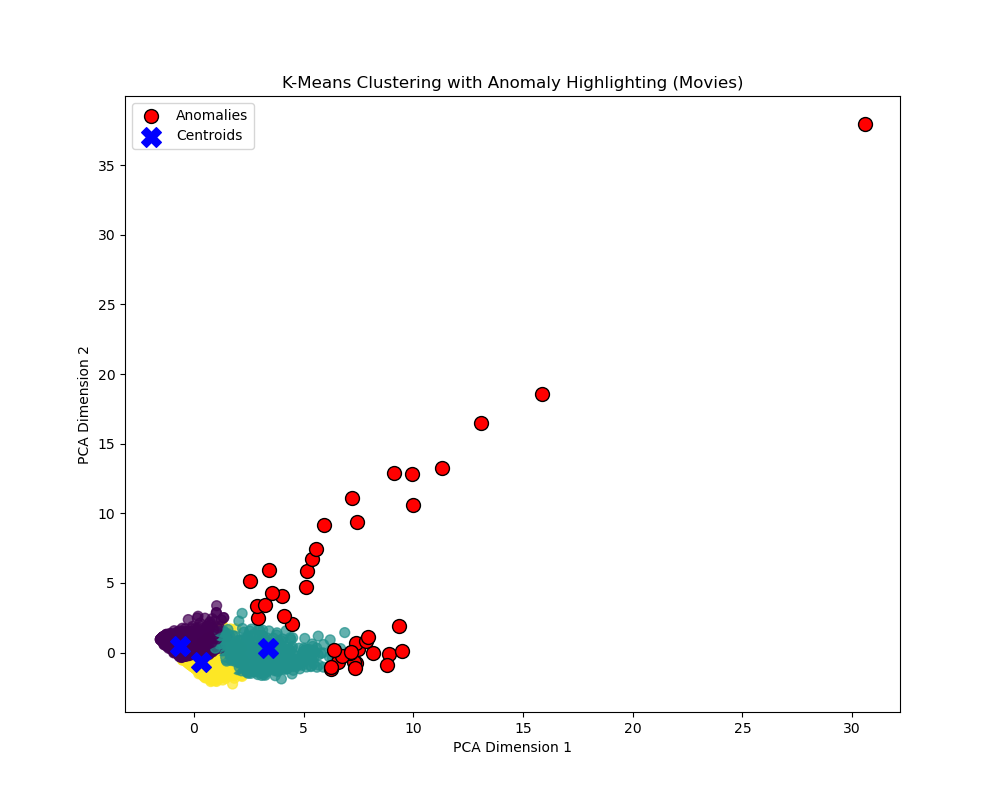 K-Means Clustering with Anomaly Highlighting (Movies)
Anomalies
Centroids
35
30
25
20
15
10
5
0
PCA Dimension 2
0 5 10 15 20 25 30
PCA Dimension 1